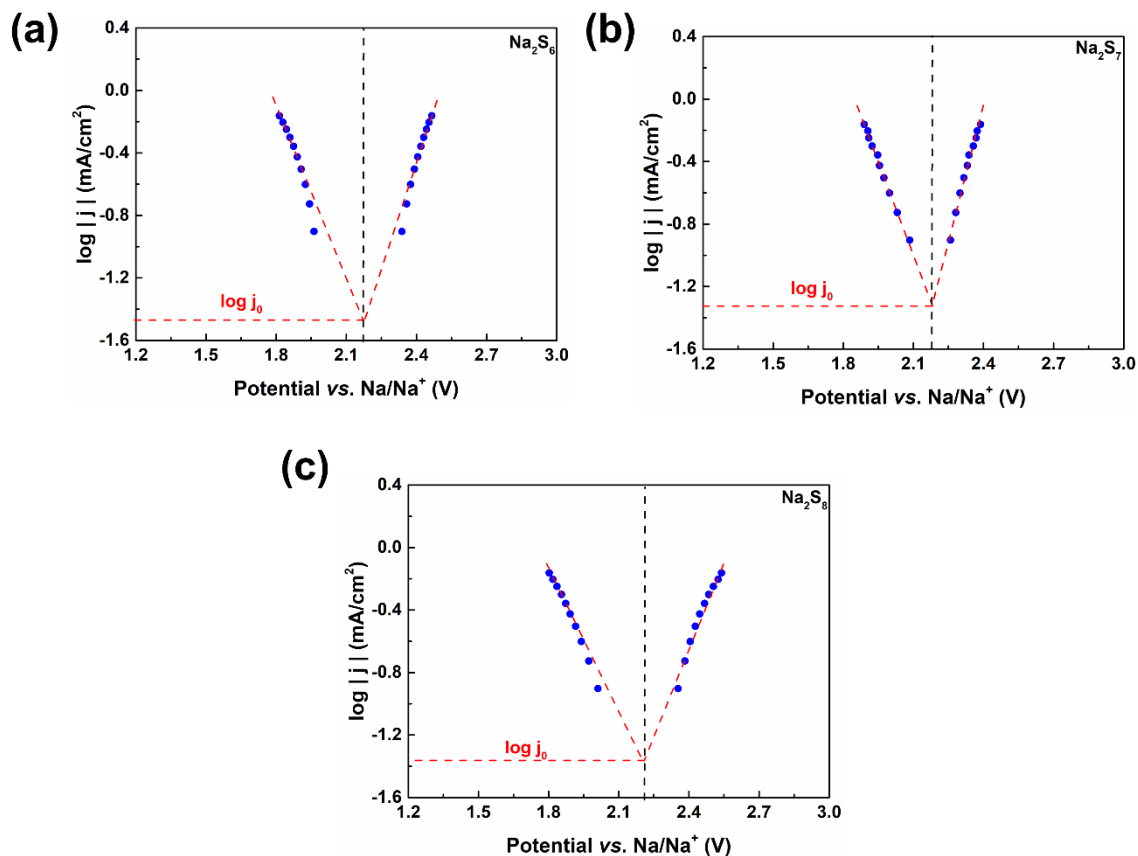 (a)
Na₂S₆
log | j | (mA/cm²)
0.4
0.0
-0.4
-0.8
-1.2
-1.6
log j₀
1.2 1.5 1.8 2.1 2.4 2.7 3.0
Potential vs. Na/Na⁺ (V)
(b)
Na₂S₇
log | j | (mA/cm²)
0.4
0.0
-0.4
-0.8
-1.2
-1.6
log j₀
1.2 1.5 1.8 2.1 2.4 2.7 3.0
Potential vs. Na/Na⁺ (V)
(c)
Na₂S₈
log | j | (mA/cm²)
0.4
0.0
-0.4
-0.8
-1.2
-1.6
log j₀
1.2 1.5 1.8 2.1 2.4 2.7 3.0
Potential vs. Na/Na⁺ (V)